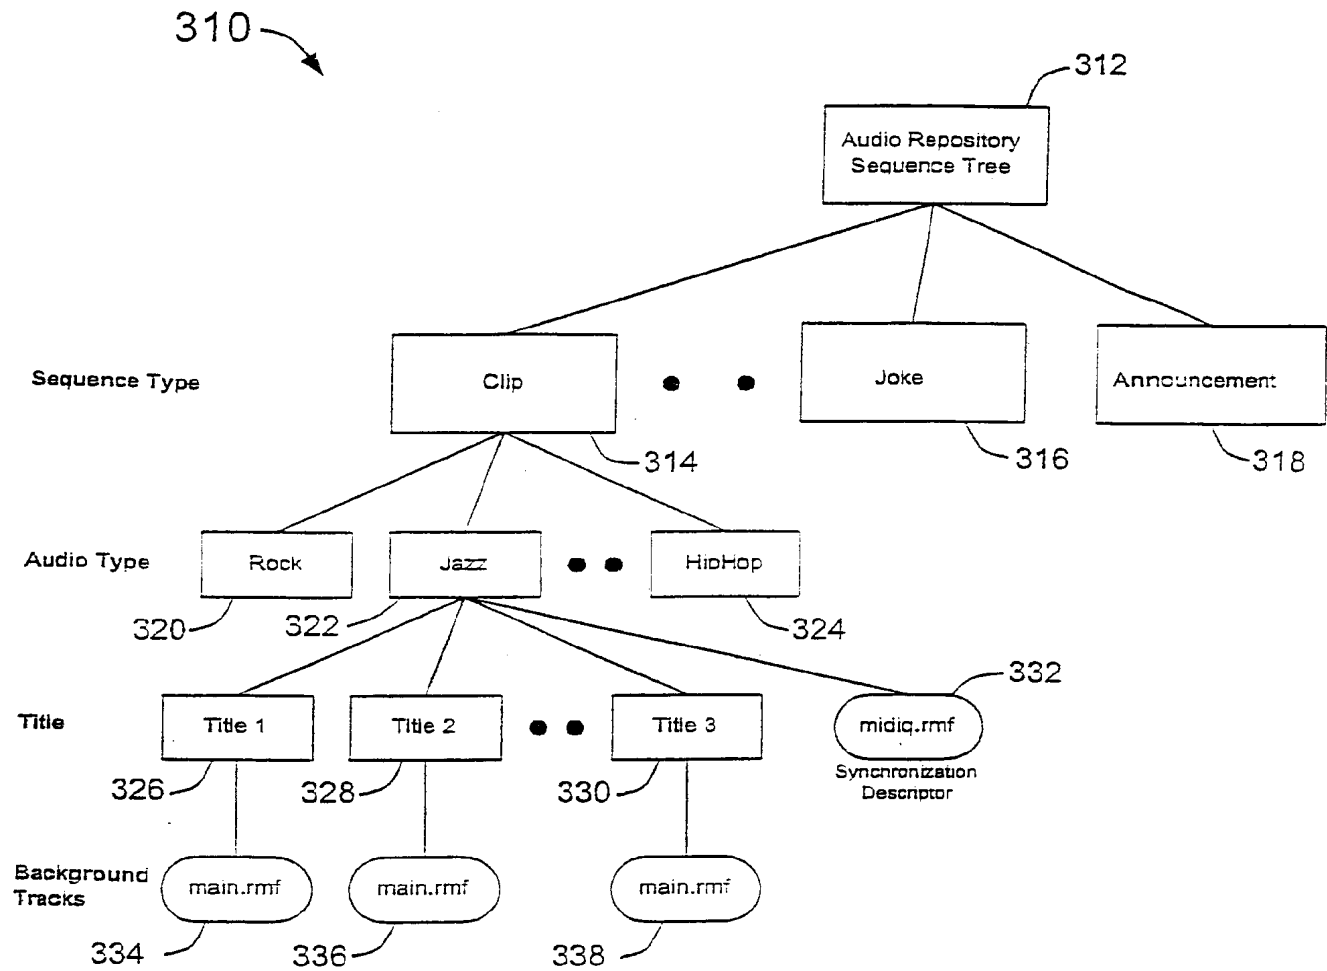 310
312
Audio Repository
Sequence Tree
Sequence Type
Clip
Joke
Announcement
314
316
318
Audio Type
Rock
Jazz
HipHop
320
322
324
332
Title
Title 1
Title 2
Title 3
midiq.rmf
Synchronization
Descriptor
326
328
330
Background
Tracks
main.rmf
main.rmf
main.rmf
334
336
338